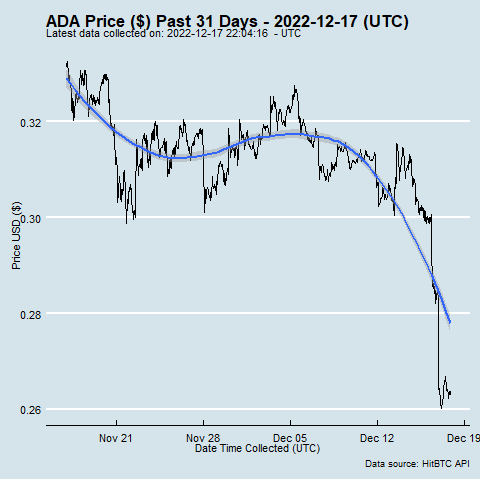 ADA Price ($) Past 31 Days - 2022-12-17 (UTC)
Latest data collected on: 2022-12-17 22:04:16 - UTC
0.32
0.30
0.28
0.26
Price USD ($)
Nov 21 Nov 28 Dec 05 Dec 12 Dec 19
Date Time Collected (UTC)
Data source: HitBTC API